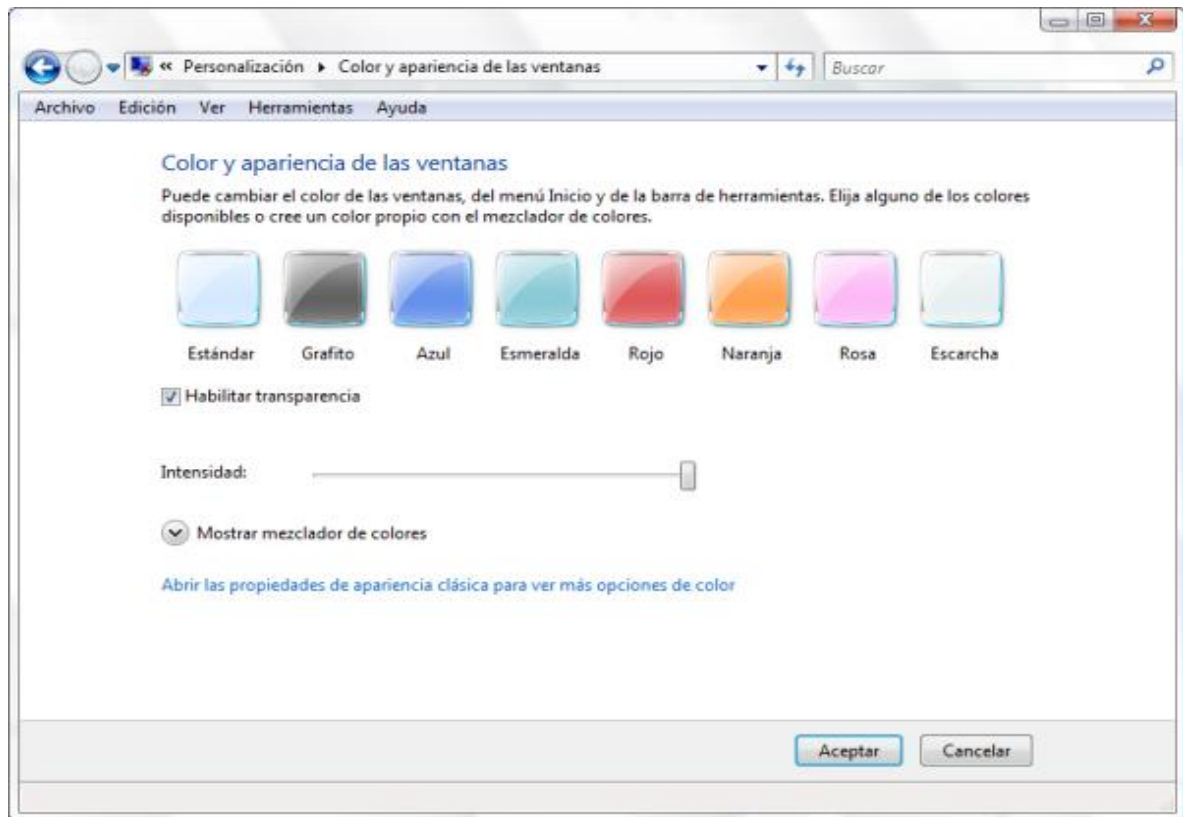 « Personalización ▸ Color y apariencia de las ventanas
Buscar
Archivo Edición Ver Herramientas Ayuda
Color y apariencia de las ventanas
Puede cambiar el color de las ventanas, del menú Inicio y de la barra de herramientas. Elija alguno de los colores
disponibles o cree un color propio con el mezclador de colores.
Estándar Grafito Azul Esmeralda Rojo Naranja Rosa Escarcha
Habilitar transparencia
Intensidad:
Mostrar mezclador de colores
Abrir las propiedades de apariencia clásica para ver más opciones de color
Aceptar Cancelar